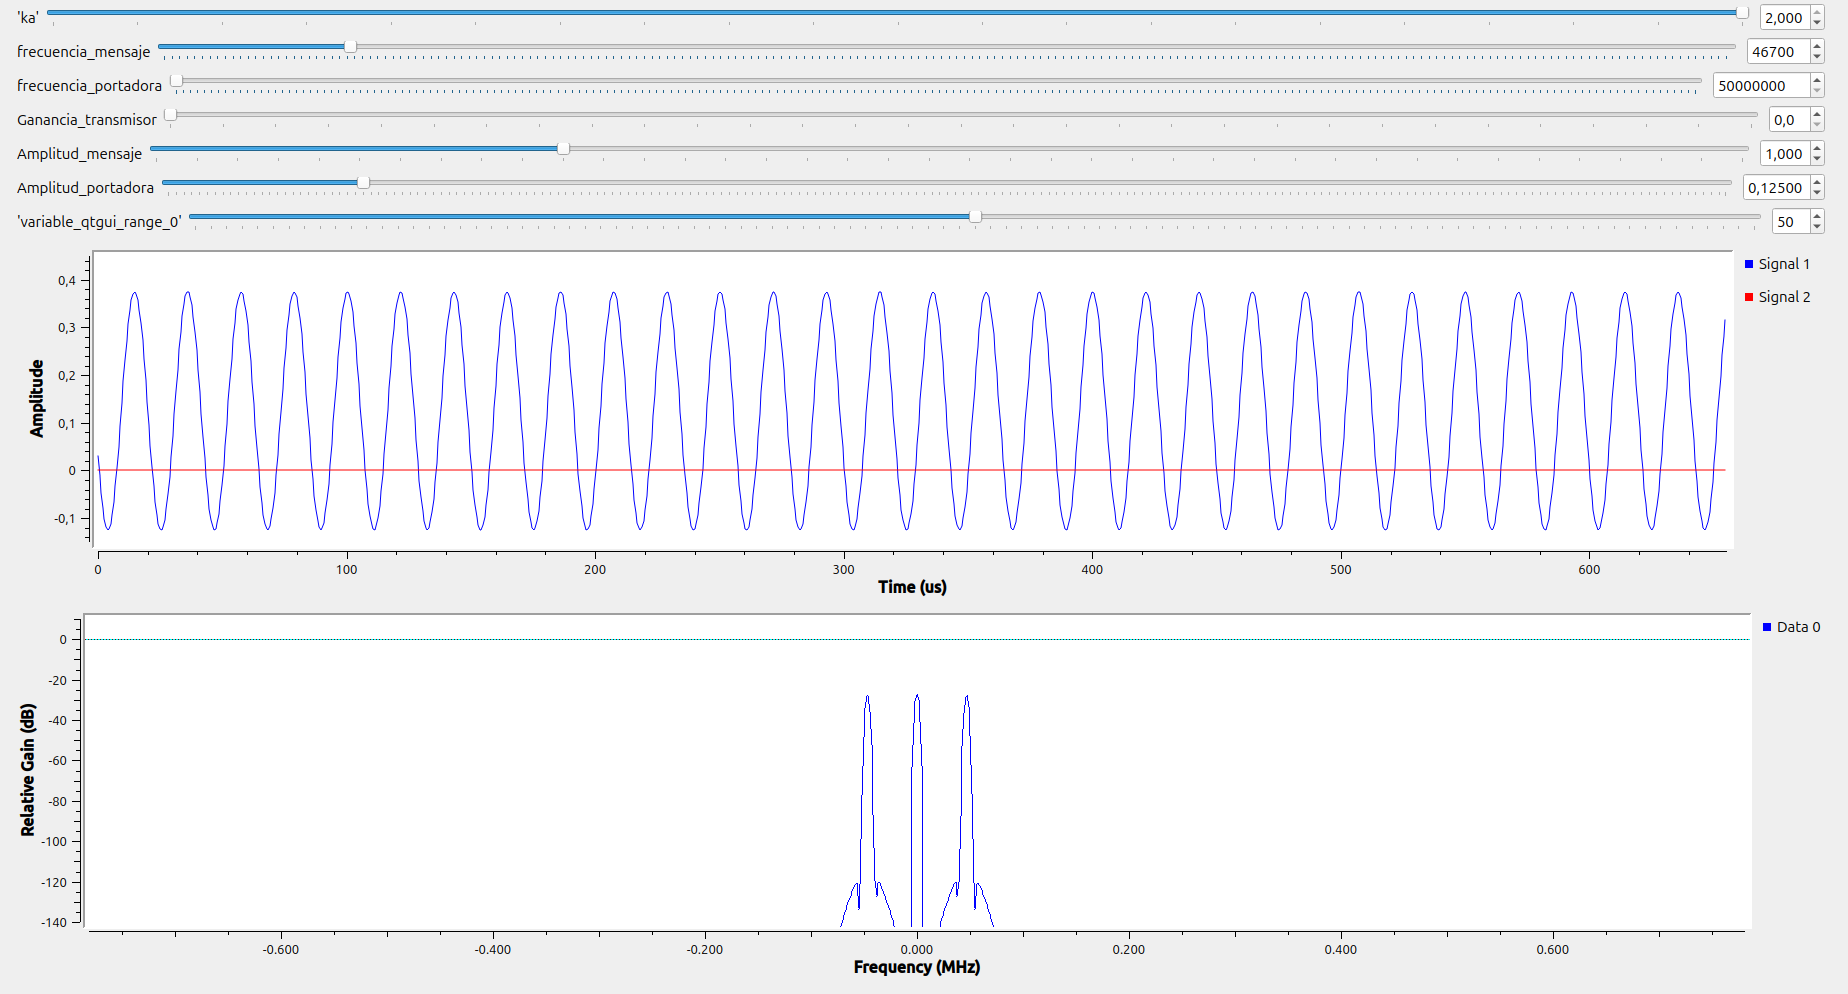 'ka' 2,000
frecuencia_mensaje 46700
frecuencia_portadora 50000000
Ganancia_transmisor 0,0
Amplitud_mensaje 1,000
Amplitud_portadora 0,12500
'variable_qtgui_range_0' 50
Signal 1
Signal 2
Amplitude
0,4
0,3
0,2
0,1
0
-0,1
0 100 200 300 400 500 600
Time (us)
Data 0
Relative Gain (dB)
0
-20
-40
-60
-80
-100
-120
-140
-0.600 -0.400 -0.200 0.000 0.200 0.400 0.600
Frequency (MHz)